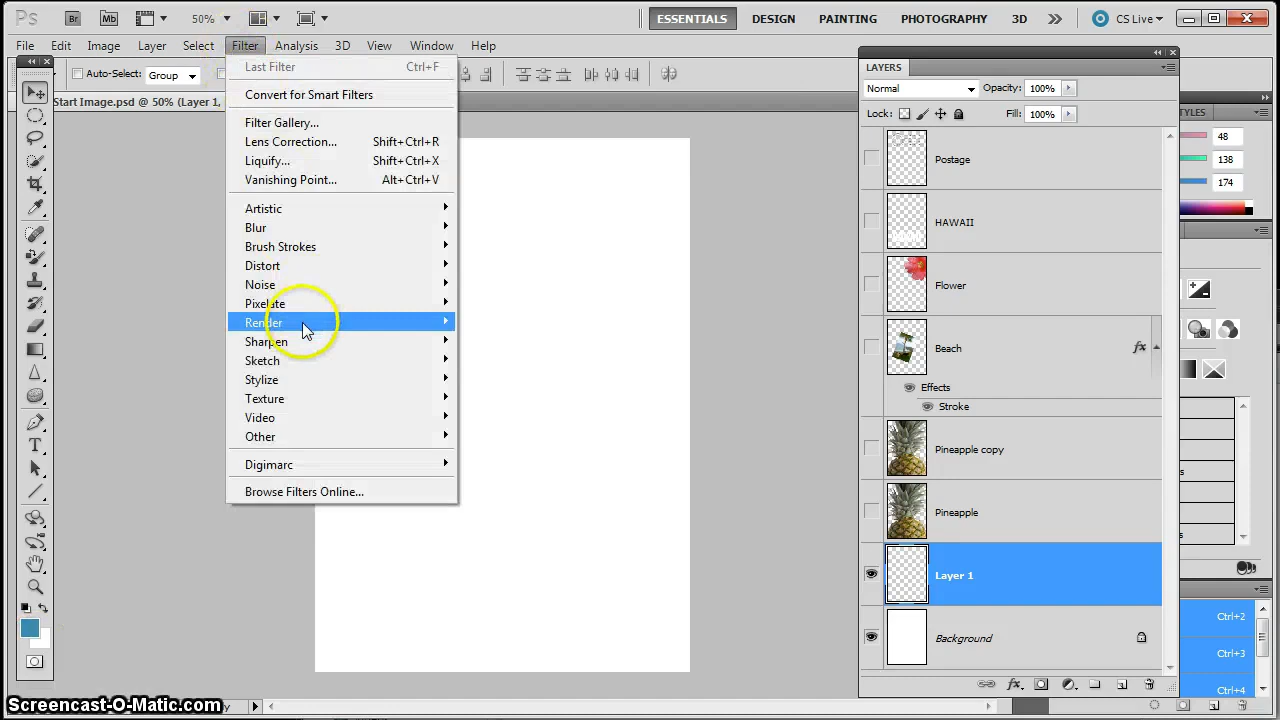 Ps Br Mb 50% ESSENTIALS DESIGN PAINTING PHOTOGRAPHY 3D CS Live
File Edit Image Layer Select Filter Analysis 3D View Window Help
Auto-Select: Group
Start Image.psd @ 50% (Layer 1,
Last Filter Ctrl+F
Convert for Smart Filters
Filter Gallery...
Lens Correction... Shift+Ctrl+R
Liquify... Shift+Ctrl+X
Vanishing Point... Alt+Ctrl+V
Artistic
Blur
Brush Strokes
Distort
Noise
Pixelate
Render
Sharpen
Sketch
Stylize
Texture
Video
Other
Digimarc
Browse Filters Online...
LAYERS
Normal Opacity: 100%
Lock: Fill: 100%
Postage
HAWAII
Flower
Beach fx
Effects
Stroke
Pineapple copy
Pineapple
Layer 1
Background
fx
STYLES
48
138
174
Ctrl+2
Ctrl+3
Ctrl+4
Screencast-O-Matic.com